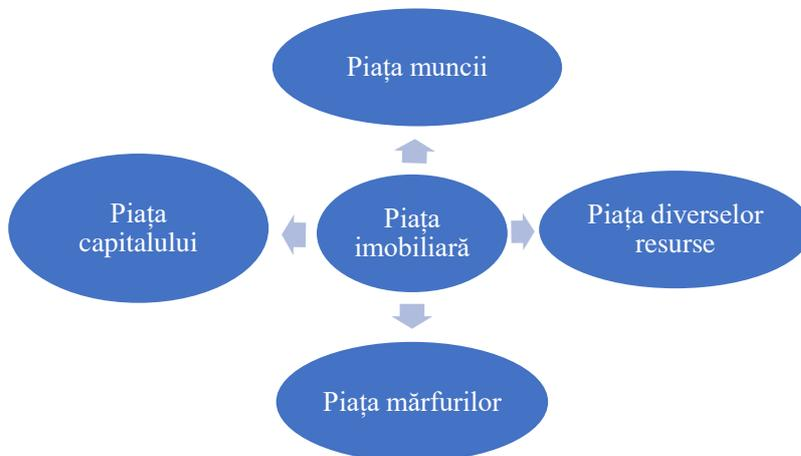 Piața muncii
Piața
capitalului
Piața
imobiliară
Piața diverselor
resurse
Piața mărfurilor